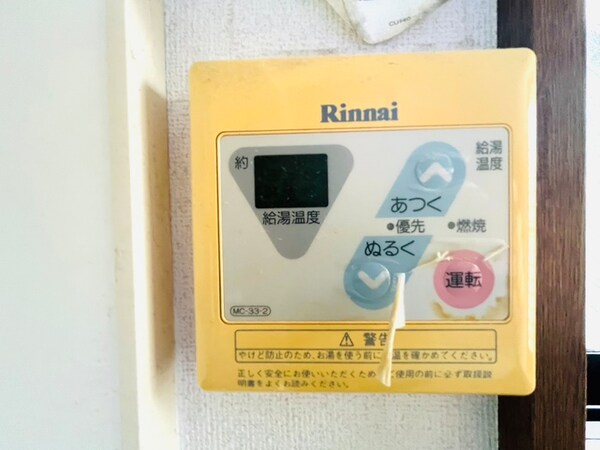 Rinnai
約
給湯温度
給湯
温度
あつく
優先
燃焼
ぬるく
運転
MC-33-2
警告
やけど防止のため、お湯を使う前に 温を確かめてください。
正しく安全にお使いいただくため 使用の前に必ず取扱説
明書をよくお読みください。